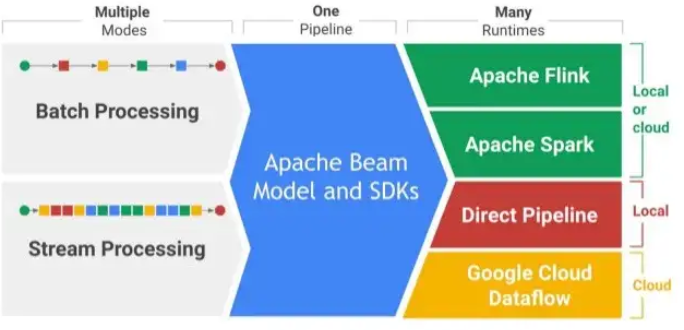 Multiple
Modes
One
Pipeline
Many
Runtimes
Batch Processing
Stream Processing
Apache Beam
Model and SDKs
Apache Flink
Apache Spark
Direct Pipeline
Google Cloud
Dataflow
Local
or
cloud
Local
Cloud